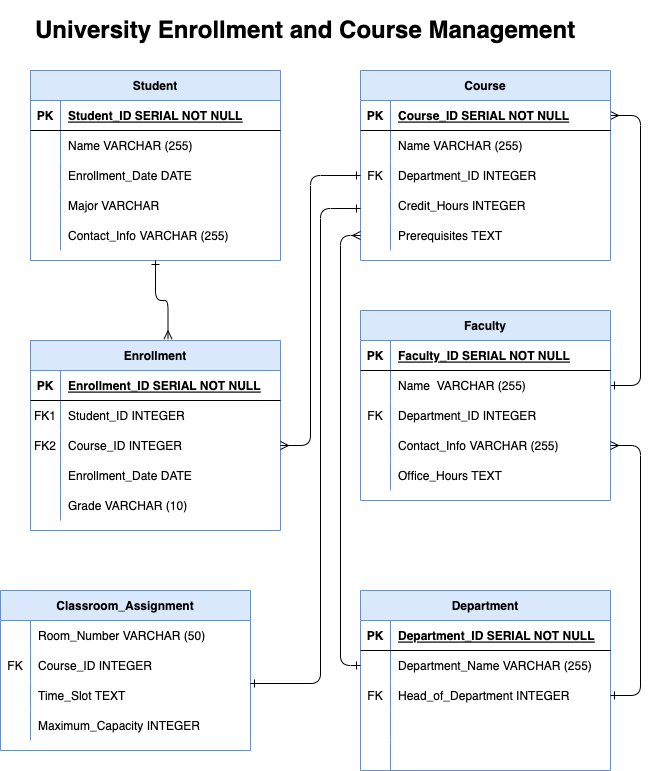 University Enrollment and Course Management
Student
PK Student_ID SERIAL NOT NULL
Name VARCHAR (255)
Enrollment_Date DATE
Major VARCHAR
Contact_Info VARCHAR (255)
Course
PK Course_ID SERIAL NOT NULL
Name VARCHAR (255)
FK Department_ID INTEGER
Credit_Hours INTEGER
Prerequisites TEXT
Enrollment
PK Enrollment_ID SERIAL NOT NULL
FK1 Student_ID INTEGER
FK2 Course_ID INTEGER
Enrollment_Date DATE
Grade VARCHAR (10)
Faculty
PK Faculty_ID SERIAL NOT NULL
Name VARCHAR (255)
FK Department_ID INTEGER
Contact_Info VARCHAR (255)
Office_Hours TEXT
Classroom_Assignment
Room_Number VARCHAR (50)
FK Course_ID INTEGER
Time_Slot TEXT
Maximum_Capacity INTEGER
Department
PK Department_ID SERIAL NOT NULL
Department_Name VARCHAR (255)
FK Head_of_Department INTEGER